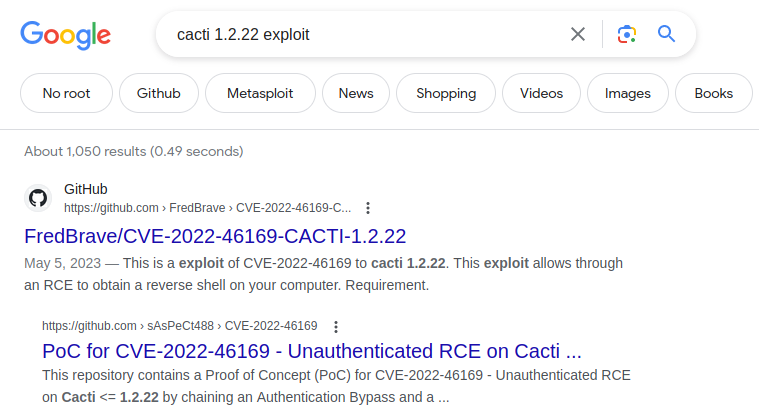 Google
cacti 1.2.22 exploit
No root Github Metasploit News Shopping Videos Images Books
About 1,050 results (0.49 seconds)
GitHub
https://github.com › FredBrave › CVE-2022-46169-C...
FredBrave/CVE-2022-46169-CACTI-1.2.22
May 5, 2023 — This is a exploit of CVE-2022-46169 to cacti 1.2.22. This exploit allows through
an RCE to obtain a reverse shell on your computer. Requirement.
https://github.com › sAsPeCt488 › CVE-2022-46169
PoC for CVE-2022-46169 - Unauthenticated RCE on Cacti ...
This repository contains a Proof of Concept (PoC) for CVE-2022-46169 - Unauthenticated RCE
on Cacti <= 1.2.22 by chaining an Authentication Bypass and a ...